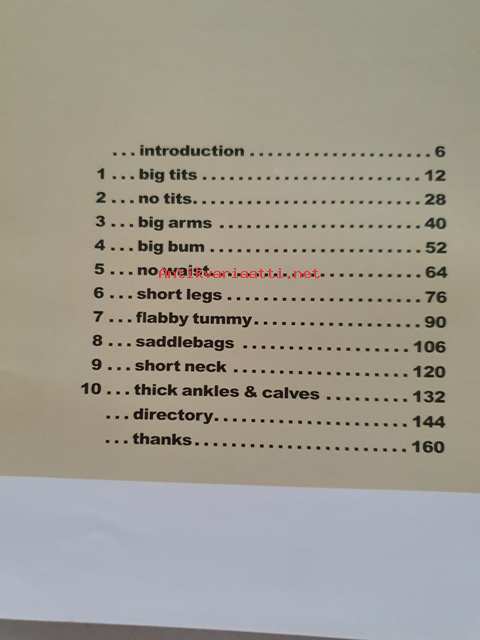 ... introduction .................... 6
1 ... big tits ........................ 12
2 ... no tits......................... 28
3 ... big arms ...................... 40
4 ... big bum ....................... 52
5 ... no waist....................... 64
Antikvariaatti.net
6 ... short legs ..................... 76
7 ... flabby tummy.................. 90
8 ... saddlebags .................. 106
9 ... short neck ................... 120
10 ... thick ankles & calves ......... 132
... directory..................... 144
... thanks....................... 160